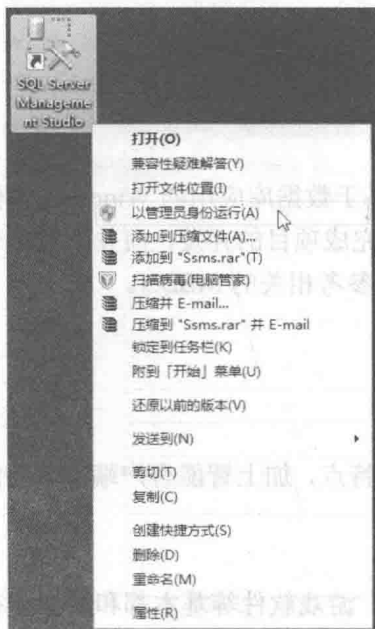 SQL Server
Manageme
nt Studio
打开(O)
兼容性疑难解答(Y)
打开文件位置(I)
以管理员身份运行(A)
添加到压缩文件(A)...
添加到 "Ssms.rar"(T)
扫描病毒(电脑管家)
压缩并 E-mail...
压缩到 "Ssms.rar" 并 E-mail
锁定到任务栏(K)
附到「开始」菜单(U)
还原以前的版本(V)
发送到(N)
剪切(T)
复制(C)
创建快捷方式(S)
删除(D)
重命名(M)
属性(R)